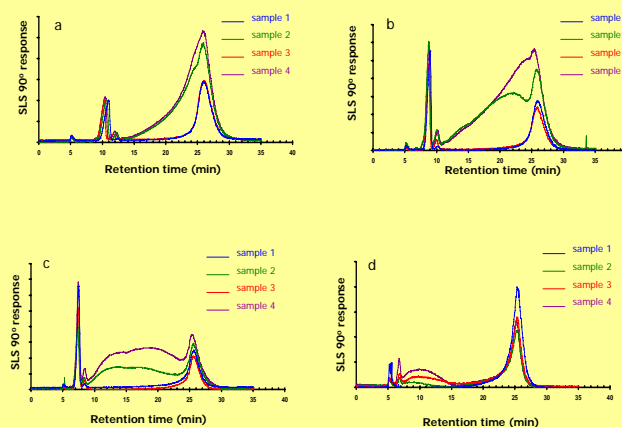 a
sample 1
sample 2
sample 3
sample 4
SLS 90° response
0 5 10 15 20 25 30 35 40
Retention time (min)
b
sample
sample
sample
sample
SLS 90° response
0 5 10 15 20 25 30 35
Retention time (min)
c
sample 1
sample 2
sample 3
sample 4
SLS 90° response
0 5 10 15 20 25 30 35 40
Retention time (min)
d
sample 1
sample 2
sample 3
sample 4
SLS 90° response
0 5 10 15 20 25 30 35 40
Retention time (min)